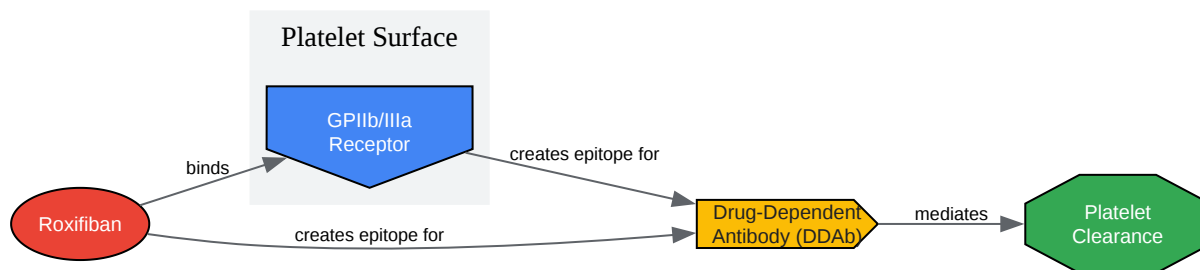 Platelet Surface
GPIIb/IIIa
Receptor
binds
creates epitope for
Roxifiban
creates epitope for
Drug-Dependent
Antibody (DDAb)
mediates
Platelet
Clearance